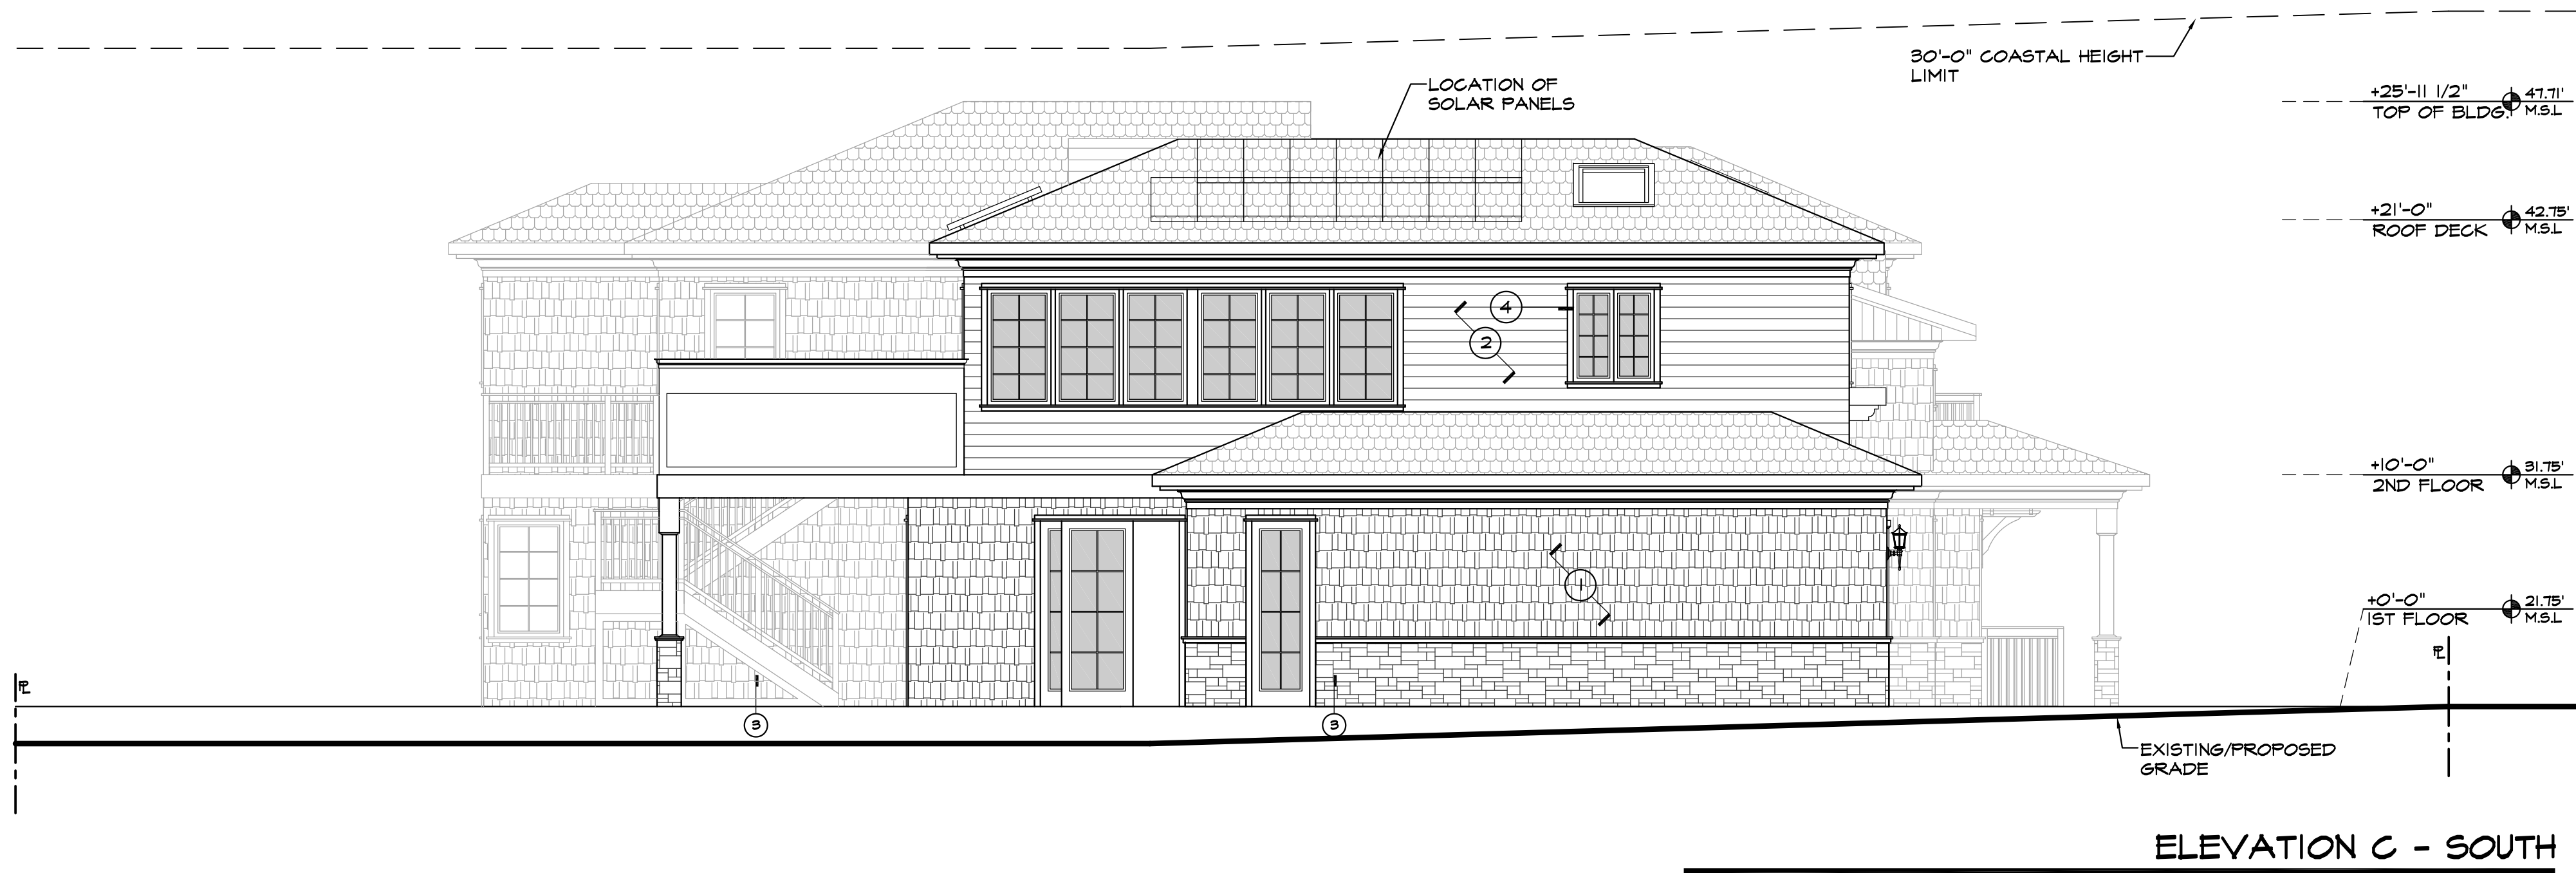 30'-0" COASTAL HEIGHT
LIMIT
LOCATION OF
SOLAR PANELS
+25'-11 1/2"
TOP OF BLDG.
47.71'
M.S.L
+21'-0"
ROOF DECK
42.75'
M.S.L
4
2
+10'-0"
2ND FLOOR
31.75'
M.S.L
1
+0'-0"
1ST FLOOR
21.75'
M.S.L
PL
PL
3
3
EXISTING/PROPOSED
GRADE
ELEVATION C - SOUTH